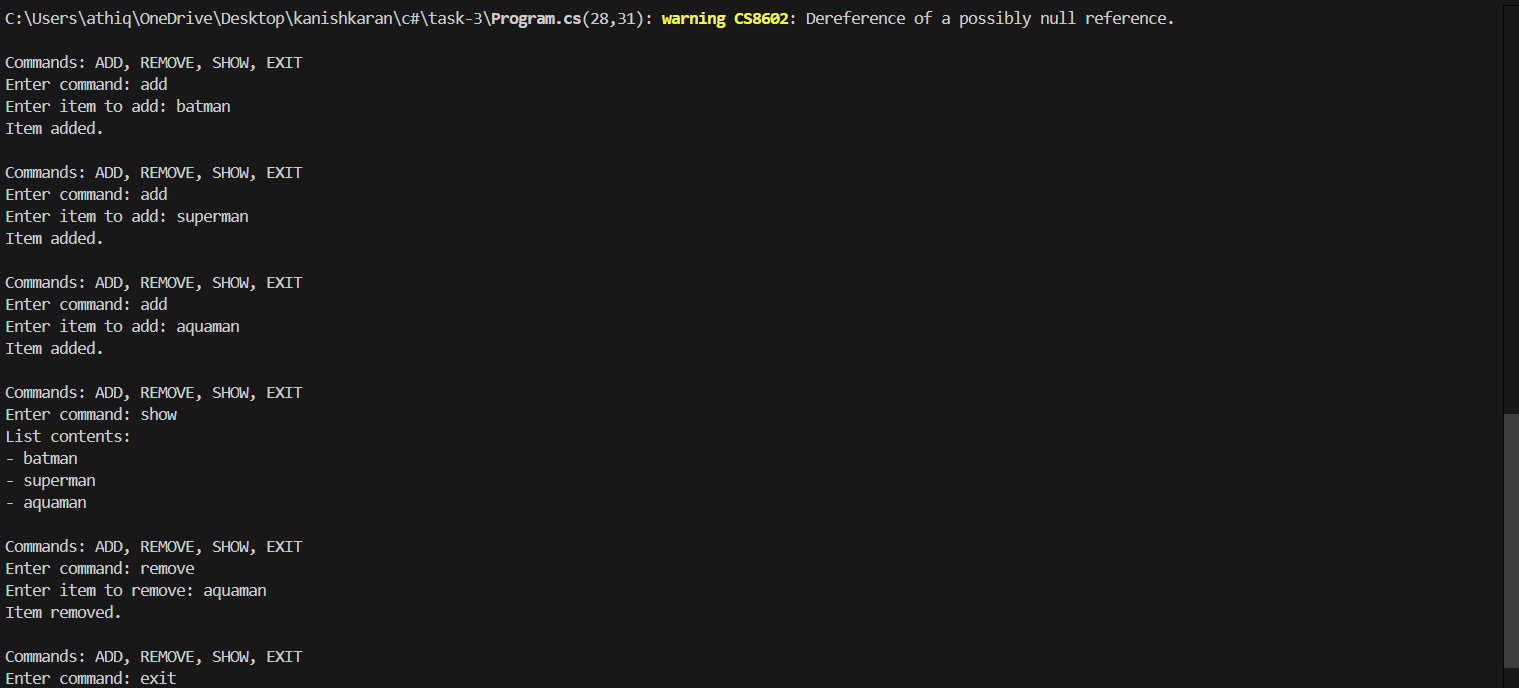 C:\Users\athiq\OneDrive\Desktop\kanishkaran\c#\task-3\Program.cs(28,31): warning CS8602: Dereference of a possibly null reference.
Commands: ADD, REMOVE, SHOW, EXIT
Enter command: add
Enter item to add: batman
Item added.
Commands: ADD, REMOVE, SHOW, EXIT
Enter command: add
Enter item to add: superman
Item added.
Commands: ADD, REMOVE, SHOW, EXIT
Enter command: add
Enter item to add: aquaman
Item added.
Commands: ADD, REMOVE, SHOW, EXIT
Enter command: show
List contents:
- batman
- superman
- aquaman
Commands: ADD, REMOVE, SHOW, EXIT
Enter command: remove
Enter item to remove: aquaman
Item removed.
Commands: ADD, REMOVE, SHOW, EXIT
Enter command: exit